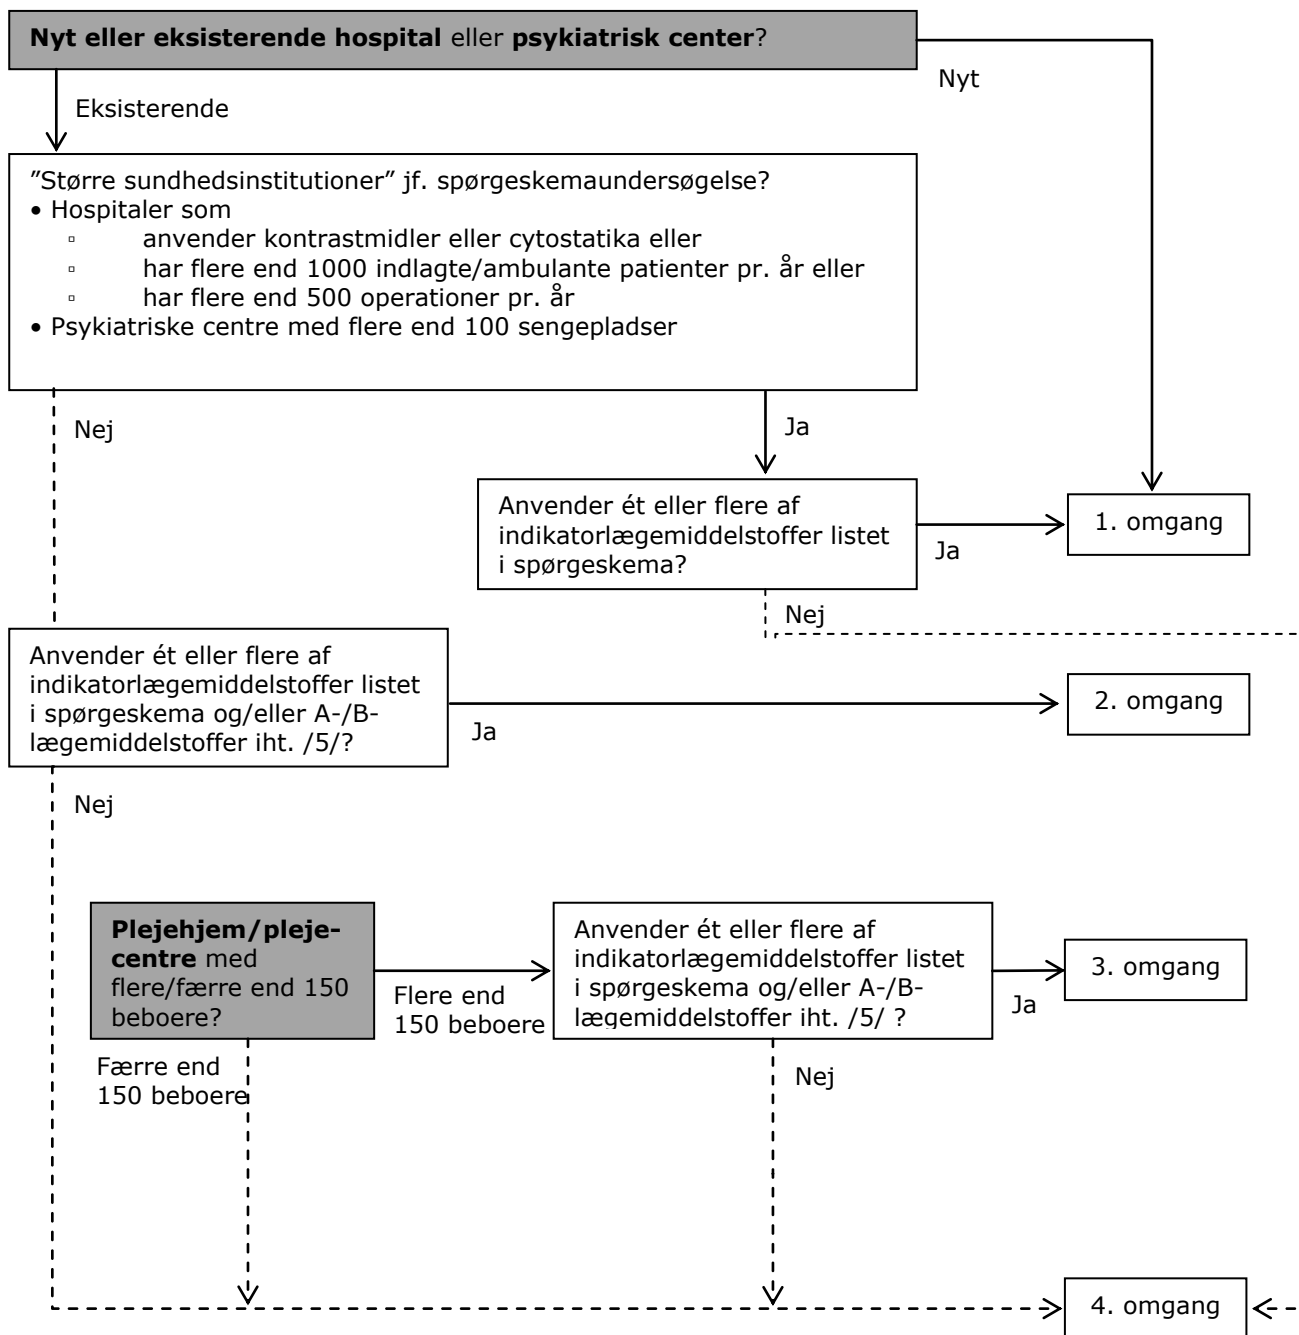 Nyt eller eksisterende hospital eller psykiatrisk center?
Nyt
Eksisterende
”Større sundhedsinstitutioner” jf. spørgeskemaundersøgelse?
• Hospitaler som
▫ anvender kontrastmidler eller cytostatika eller
▫ har flere end 1000 indlagte/ambulante patienter pr. år eller
▫ har flere end 500 operationer pr. år
• Psykiatriske centre med flere end 100 sengepladser
Nej
Ja
Anvender ét eller flere af
indikatorlægemiddelstoffer listet
i spørgeskema?
Ja
1. omgang
Nej
Anvender ét eller flere af
indikatorlægemiddelstoffer listet
i spørgeskema og/eller A-/B-
lægemiddelstoffer iht. /5/?
Ja
2. omgang
Nej
Plejehjem/pleje-
centre med
flere/færre end 150
beboere?
Flere end
150 beboere
Anvender ét eller flere af
indikatorlægemiddelstoffer listet
i spørgeskema og/eller A-/B-
lægemiddelstoffer iht. /5/ ?
Ja
3. omgang
Færre end
150 beboere
Nej
4. omgang